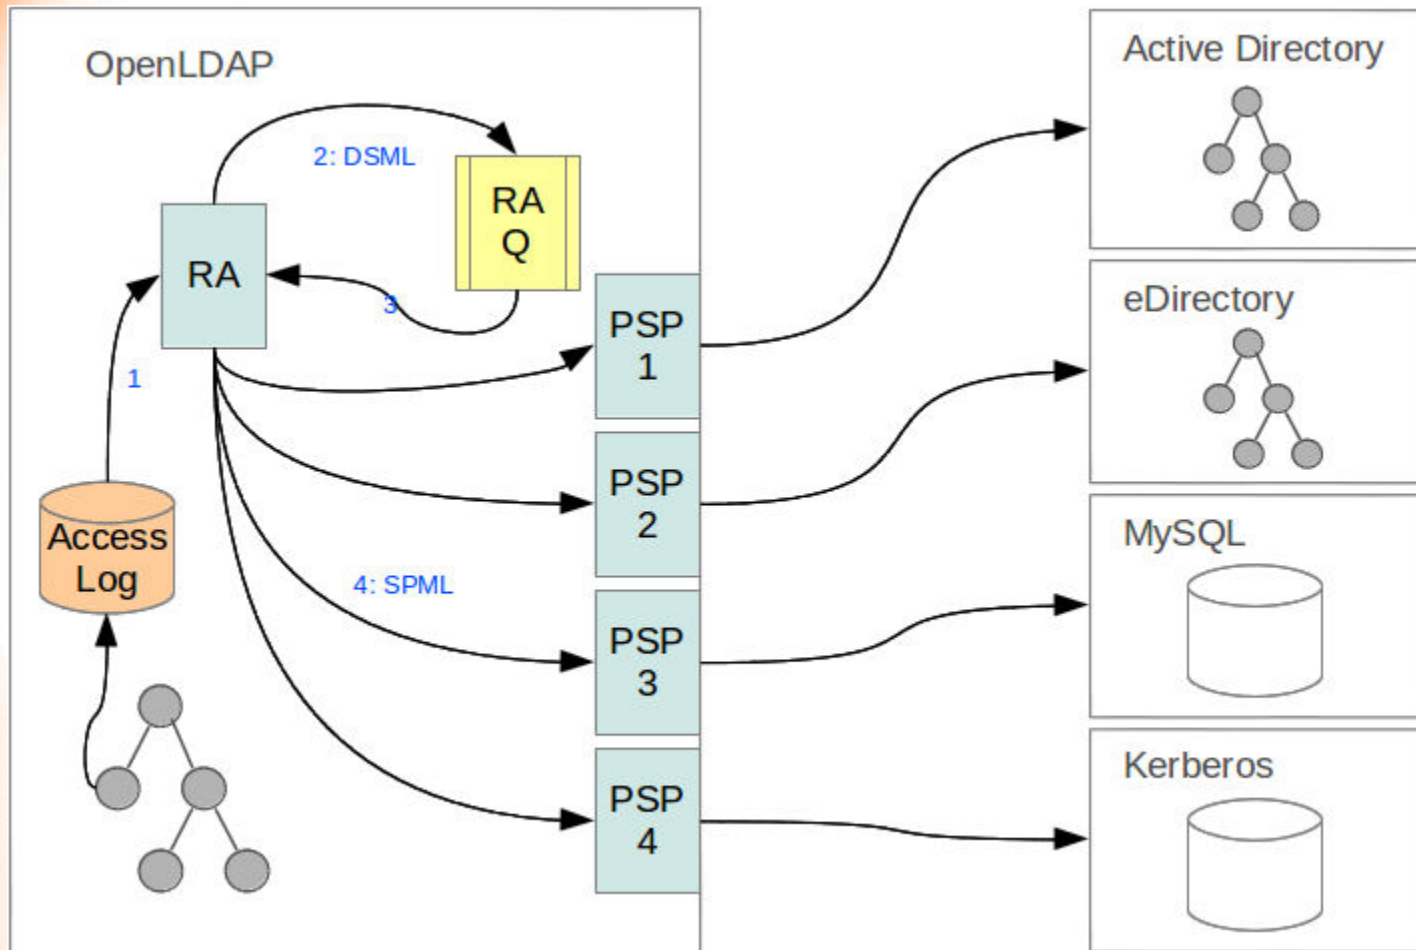 OpenLDAP
2: DSML
RA
Q
RA
3
1
PSP
1
PSP
2
Access
Log
4: SPML
PSP
3
PSP
4
Active Directory
eDirectory
MySQL
Kerberos